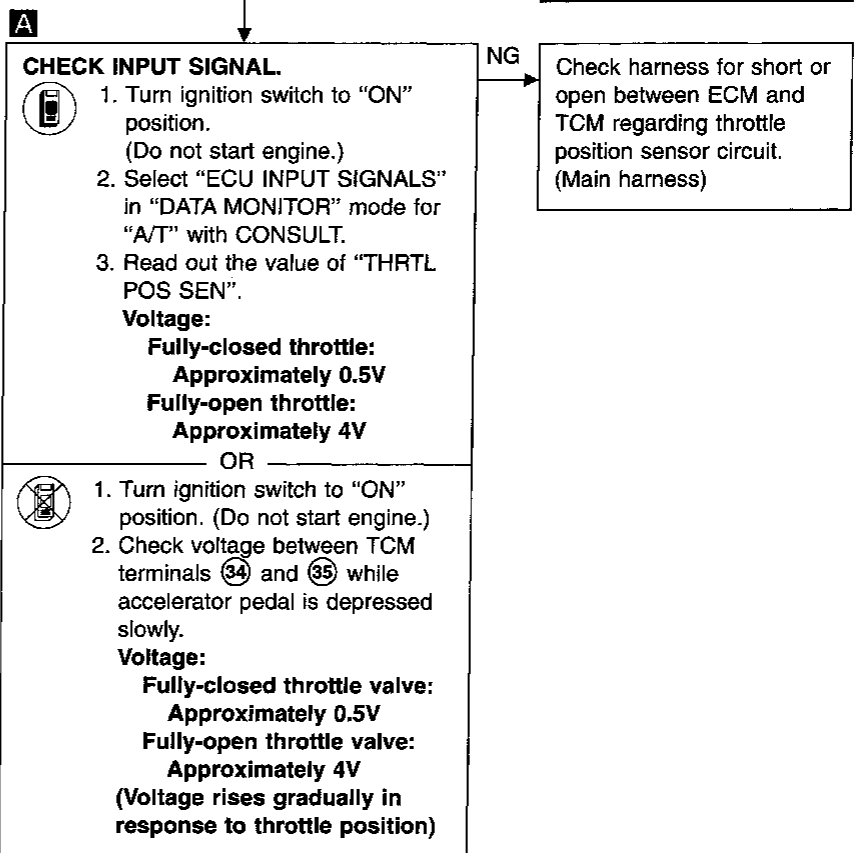 A
CHECK INPUT SIGNAL.
1. Turn ignition switch to “ON”
position.
(Do not start engine.)
2. Select “ECU INPUT SIGNALS”
in “DATA MONITOR” mode for
“A/T” with CONSULT.
3. Read out the value of “THRTL
POS SEN”.
Voltage:
Fully-closed throttle:
Approximately 0.5V
Fully-open throttle:
Approximately 4V
OR
1. Turn ignition switch to “ON”
position. (Do not start engine.)
2. Check voltage between TCM
terminals 34 and 35 while
accelerator pedal is depressed
slowly.
Voltage:
Fully-closed throttle valve:
Approximately 0.5V
Fully-open throttle valve:
Approximately 4V
(Voltage rises gradually in
response to throttle position)
NG
Check harness for short or
open between ECM and
TCM regarding throttle
position sensor circuit.
(Main harness)